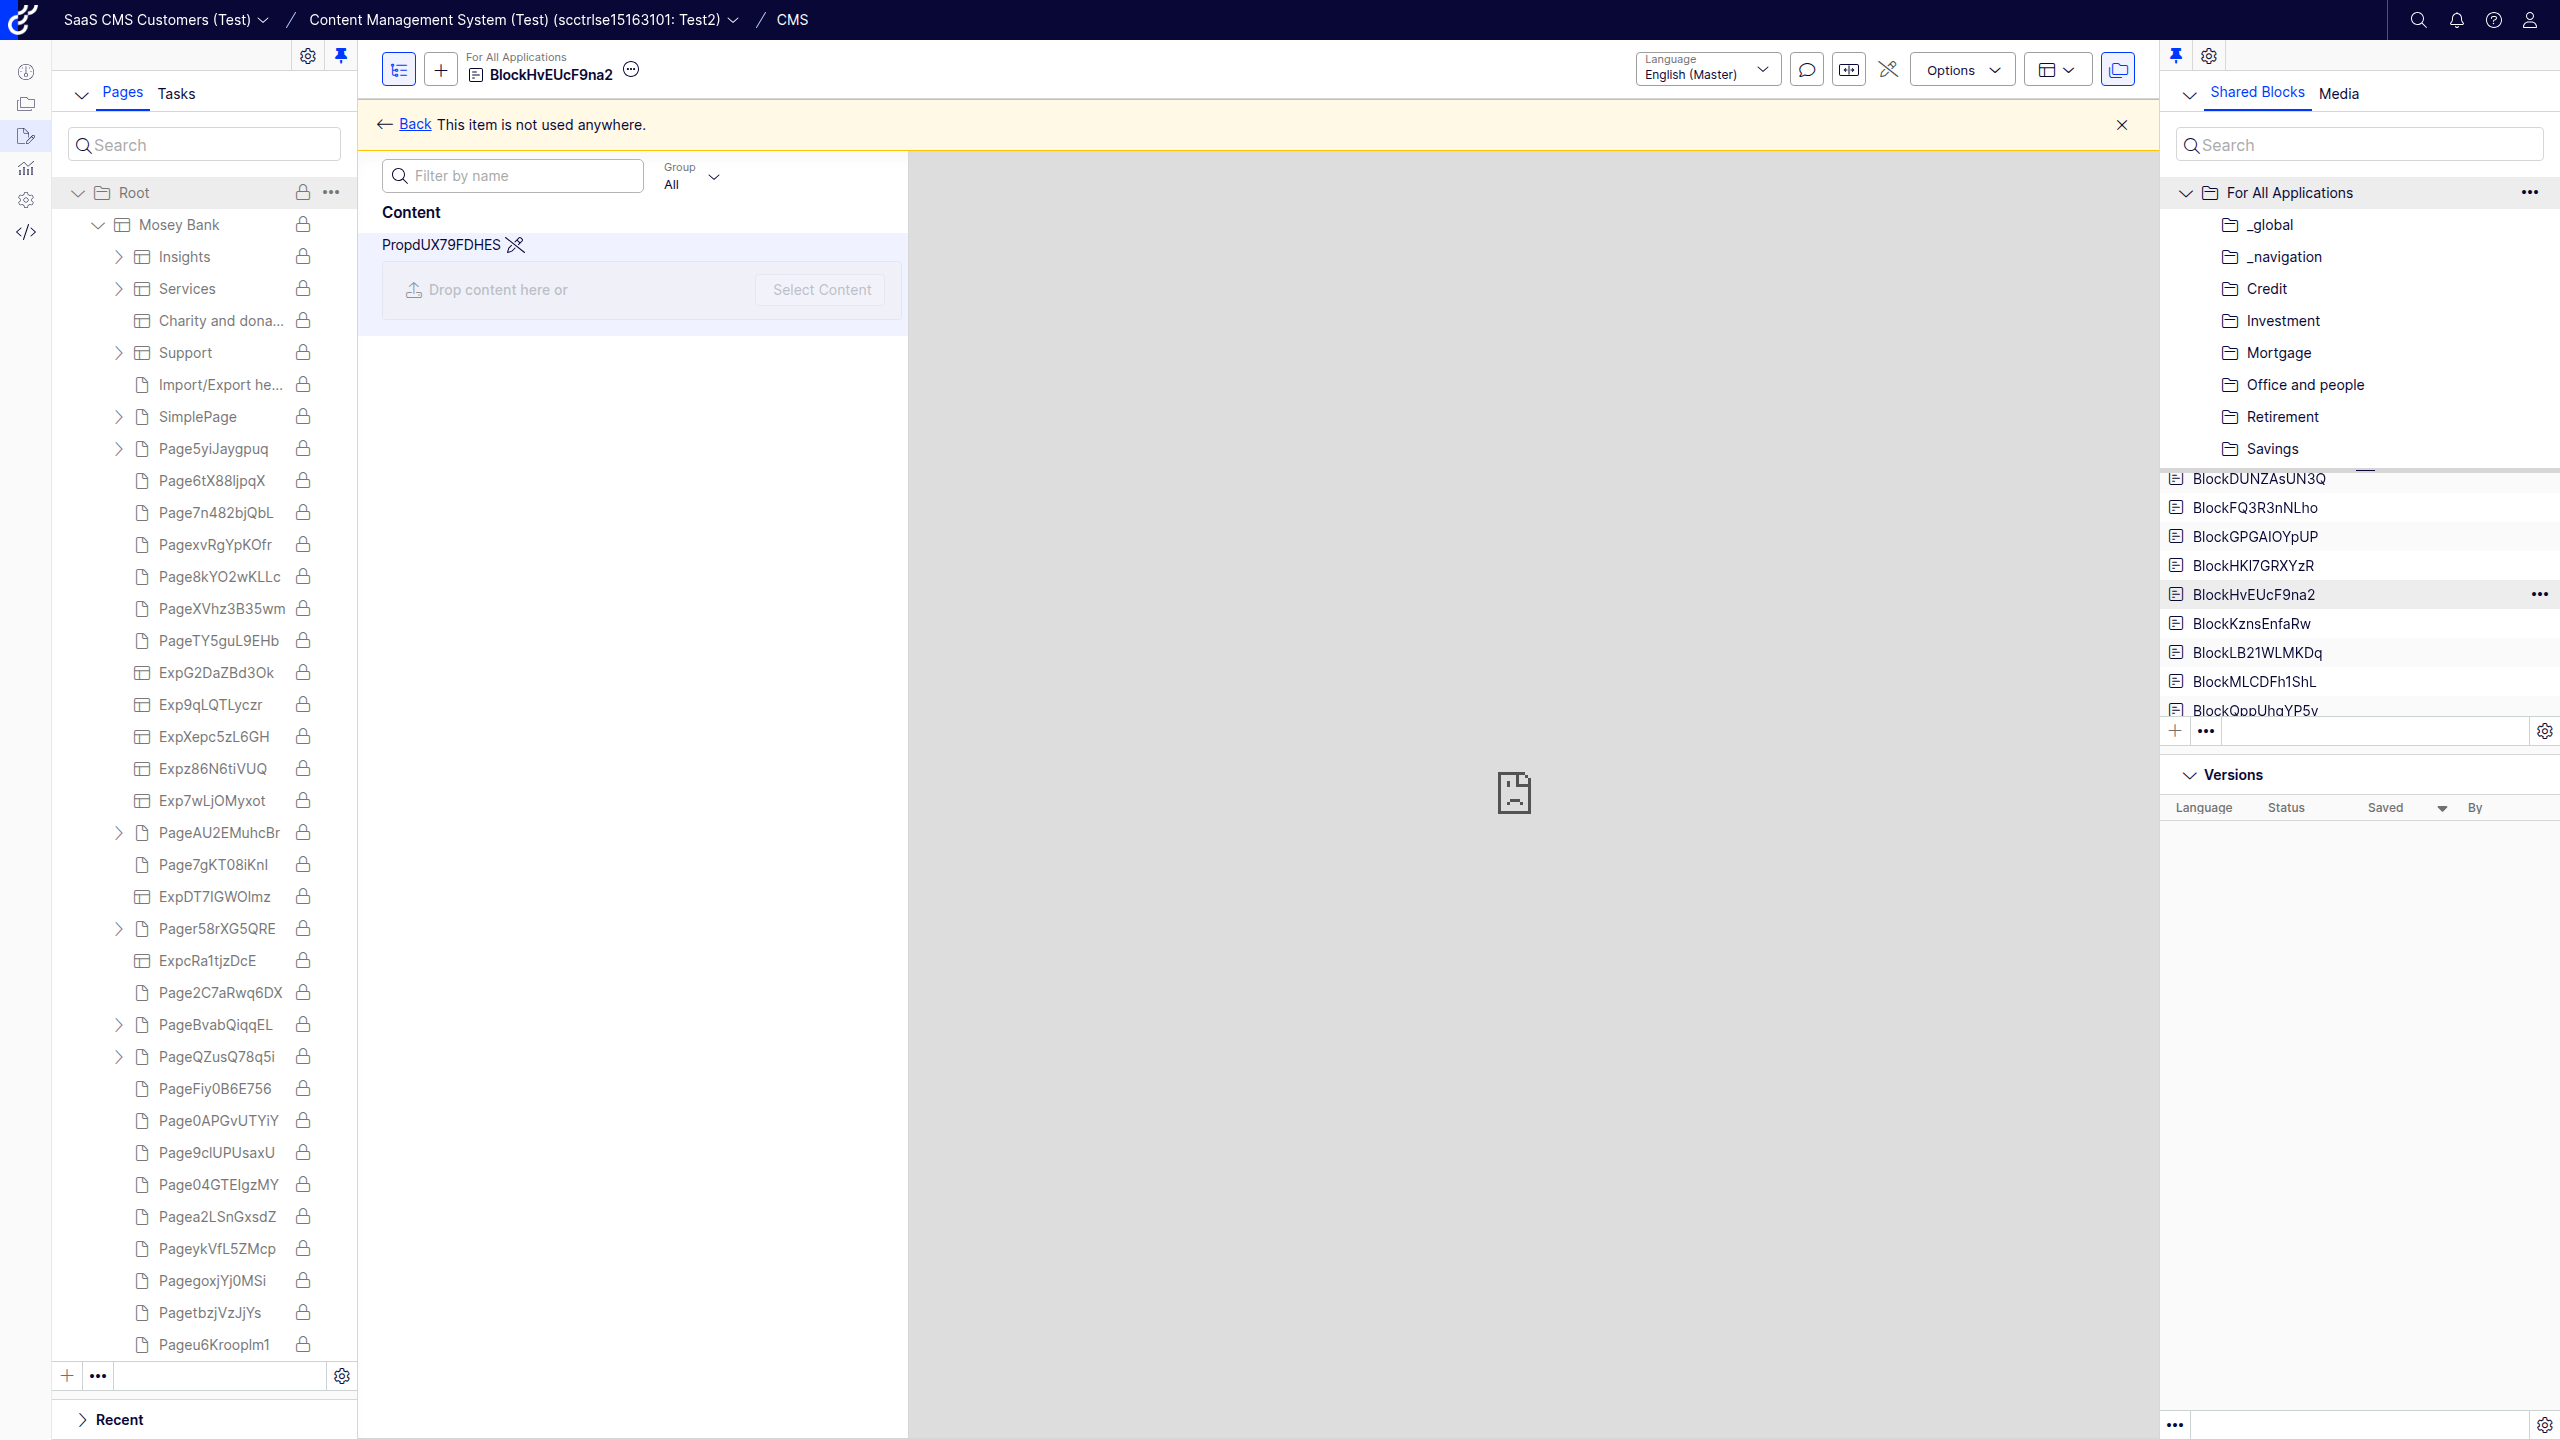 SaaS CMS Customers (Test) / Content Management System (Test) (scctrlse15163101: Test2) / CMS
Pages Tasks
Search
Root
Mosey Bank
Insights
Services
Charity and dona...
Support
Import/Export he...
SimplePage
Page5yiJaygpuq
Page6tX88ljpqX
Page7n482bjQbL
PagexvRgYpKOfr
Page8kYO2wKLLc
PageXVhz3B35wm
PageTY5guL9EHb
ExpG2DaZBd3Ok
Exp9qLQTLyczr
ExpXepc5zL6GH
Expz86N6tiVUQ
Exp7wLjOMyxot
PageAU2EMuhcBr
Page7gKT08iKnI
ExpDT7IGWOlmz
Pager58rXG5QRE
ExpcRa1tjzDcE
Page2C7aRwq6DX
PageBvabQiqqEL
PageQZusQ78q5i
PageFiy0B6E756
Page0APGvUTYiY
Page9clUPUsaxU
Page04GTEIgzMY
Pagea2LSnGxsdZ
PageykVfL5ZMcp
PagegoxjYj0MSi
PagetbzjVzJjYs
Pageu6Krooplm1
Recent
For All Applications
BlockHvEUcF9na2
Language
English (Master)
Options
Back This item is not used anywhere.
Filter by name
Group
All
Content
PropdUX79FDHES
Drop content here or Select Content
Shared Blocks Media
Search
For All Applications
_global
_navigation
Credit
Investment
Mortgage
Office and people
Retirement
Savings
BlockDUNZAsUN3Q
BlockFQ3R3nNLho
BlockGPGAIOYpUP
BlockHKl7GRXYzR
BlockHvEUcF9na2
BlockKznsEnfaRw
BlockLB21WLMKDq
BlockMLCDFh1ShL
BlockQppUhqYP5v
Versions
Language Status Saved By